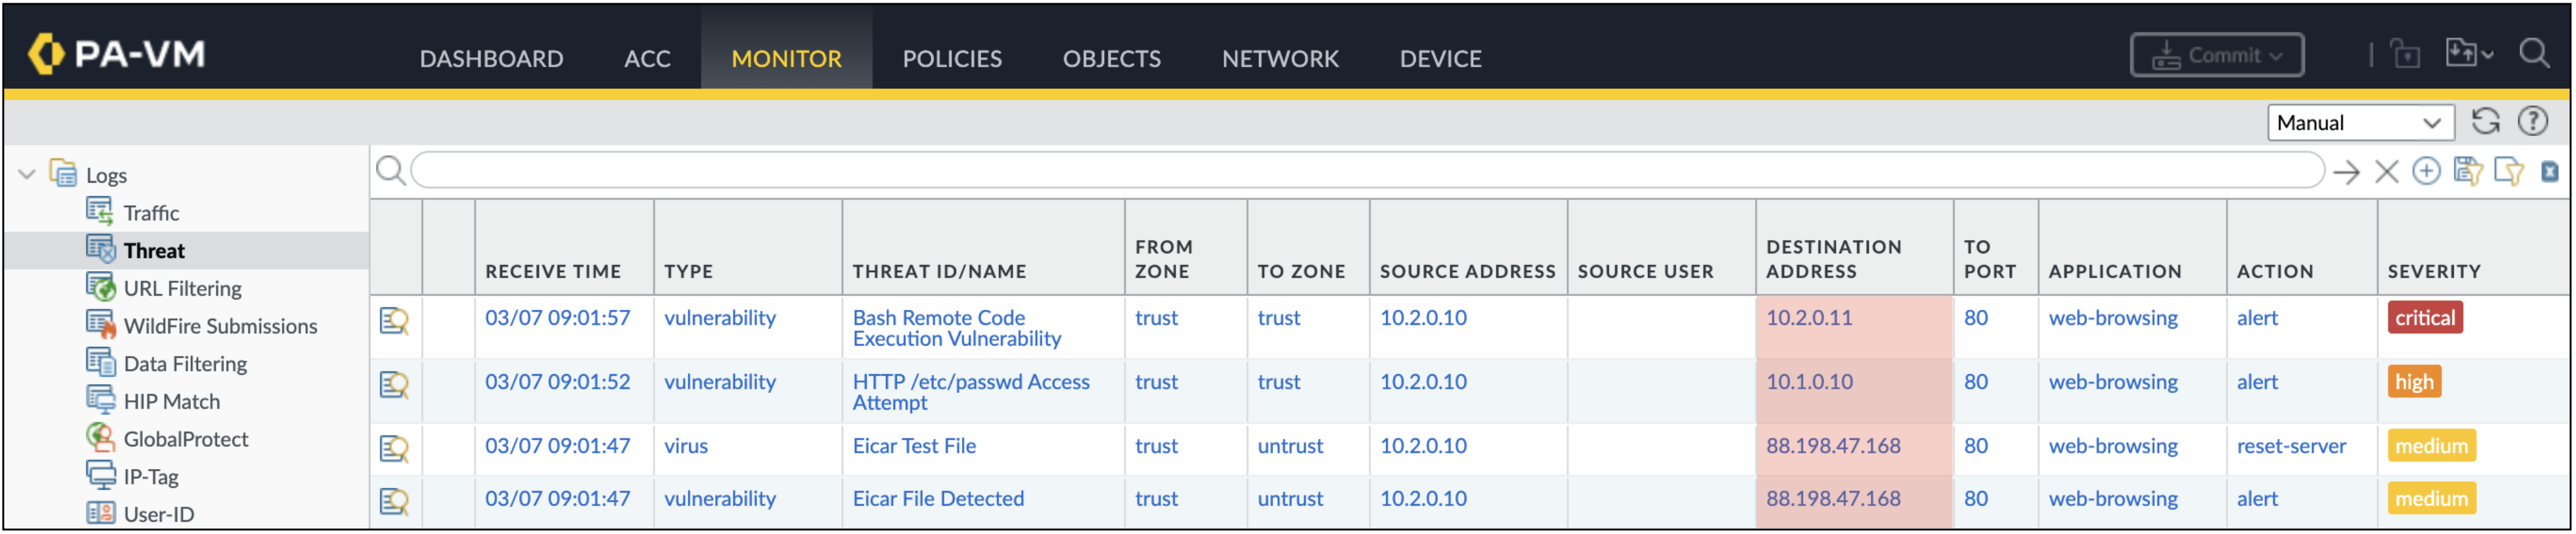 PA-VM DASHBOARD ACC MONITOR POLICIES OBJECTS NETWORK DEVICE Commit
Manual
Logs
Traffic
Threat
URL Filtering
WildFire Submissions
Data Filtering
HIP Match
GlobalProtect
IP-Tag
User-ID
RECEIVE TIME TYPE THREAT ID/NAME FROM ZONE TO ZONE SOURCE ADDRESS SOURCE USER DESTINATION ADDRESS TO PORT APPLICATION ACTION SEVERITY
03/07 09:01:57 vulnerability Bash Remote Code Execution Vulnerability trust trust 10.2.0.10 10.2.0.11 80 web-browsing alert critical
03/07 09:01:52 vulnerability HTTP /etc/passwd Access Attempt trust trust 10.2.0.10 10.1.0.10 80 web-browsing alert high
03/07 09:01:47 virus Eicar Test File trust untrust 10.2.0.10 88.198.47.168 80 web-browsing reset-server medium
03/07 09:01:47 vulnerability Eicar File Detected trust untrust 10.2.0.10 88.198.47.168 80 web-browsing alert medium